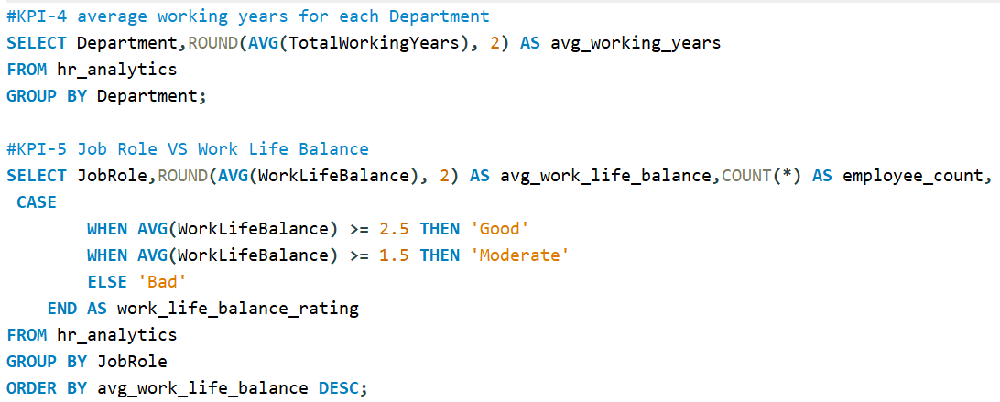 #KPI-4 average working years for each Department
SELECT Department,ROUND(AVG(TotalWorkingYears), 2) AS avg_working_years
FROM hr_analytics
GROUP BY Department;

#KPI-5 Job Role VS Work Life Balance
SELECT JobRole,ROUND(AVG(WorkLifeBalance), 2) AS avg_work_life_balance,COUNT(*) AS employee_count,
 CASE
        WHEN AVG(WorkLifeBalance) >= 2.5 THEN 'Good'
        WHEN AVG(WorkLifeBalance) >= 1.5 THEN 'Moderate'
        ELSE 'Bad'
    END AS work_life_balance_rating
FROM hr_analytics
GROUP BY JobRole
ORDER BY avg_work_life_balance DESC;